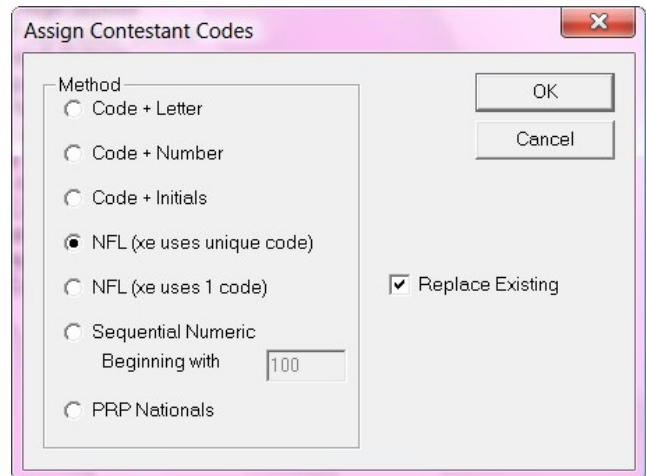 Assign Contestant Codes
Method
Code + Letter
Code + Number
Code + Initials
NFL (xe uses unique code)
NFL (xe uses 1 code)
Sequential Numeric
Beginning with 100
PRP Nationals
OK
Cancel
Replace Existing